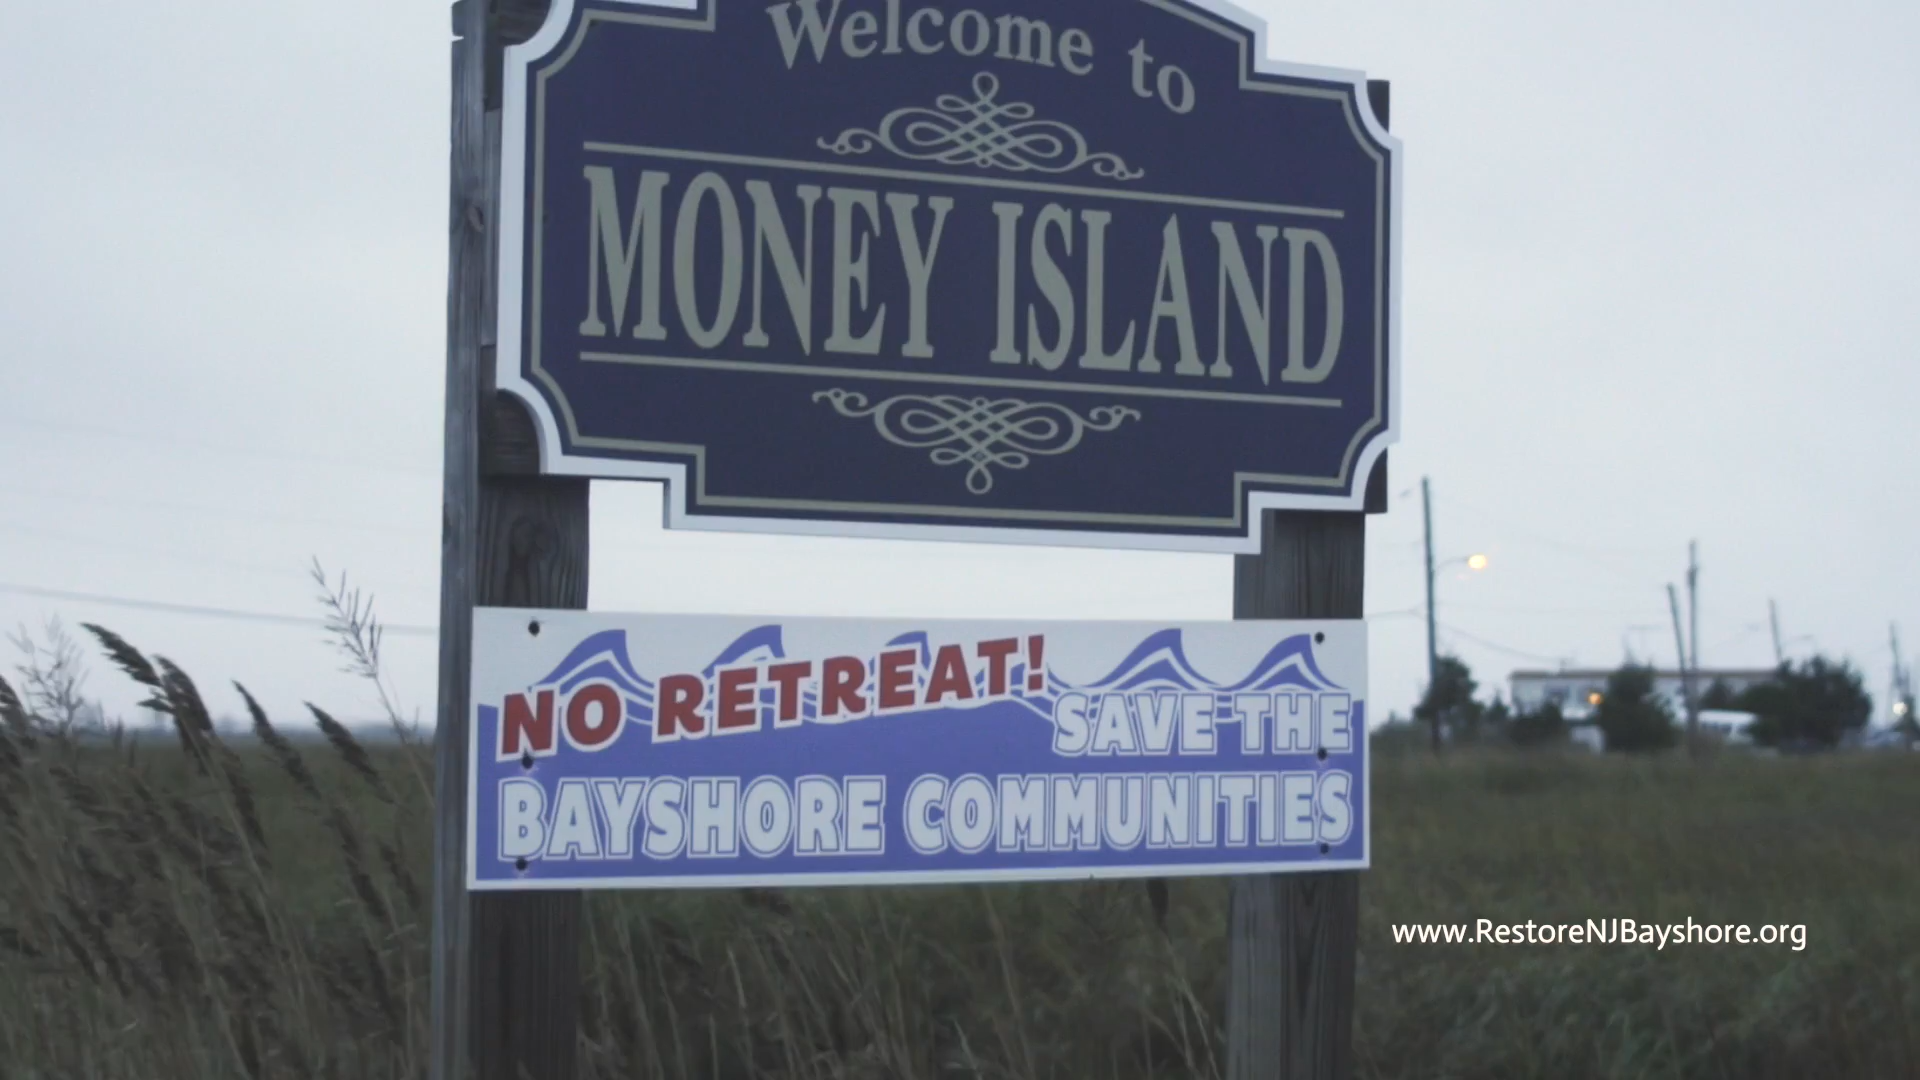 Welcome to
MONEY ISLAND
NO RETREAT!
SAVE THE
BAYSHORE COMMUNITIES
www.RestoreNJBayshore.org